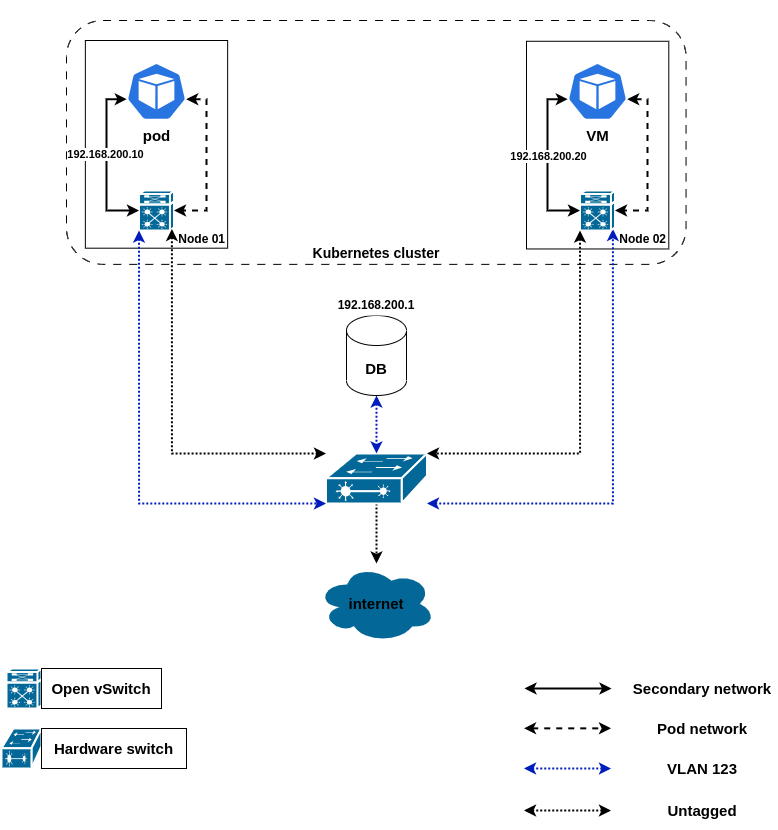 pod
VM
192.168.200.10
192.168.200.20
Node 01
Node 02
Kubernetes cluster
192.168.200.1
DB
internet
Open vSwitch
Hardware switch
Secondary network
Pod network
VLAN 123
Untagged